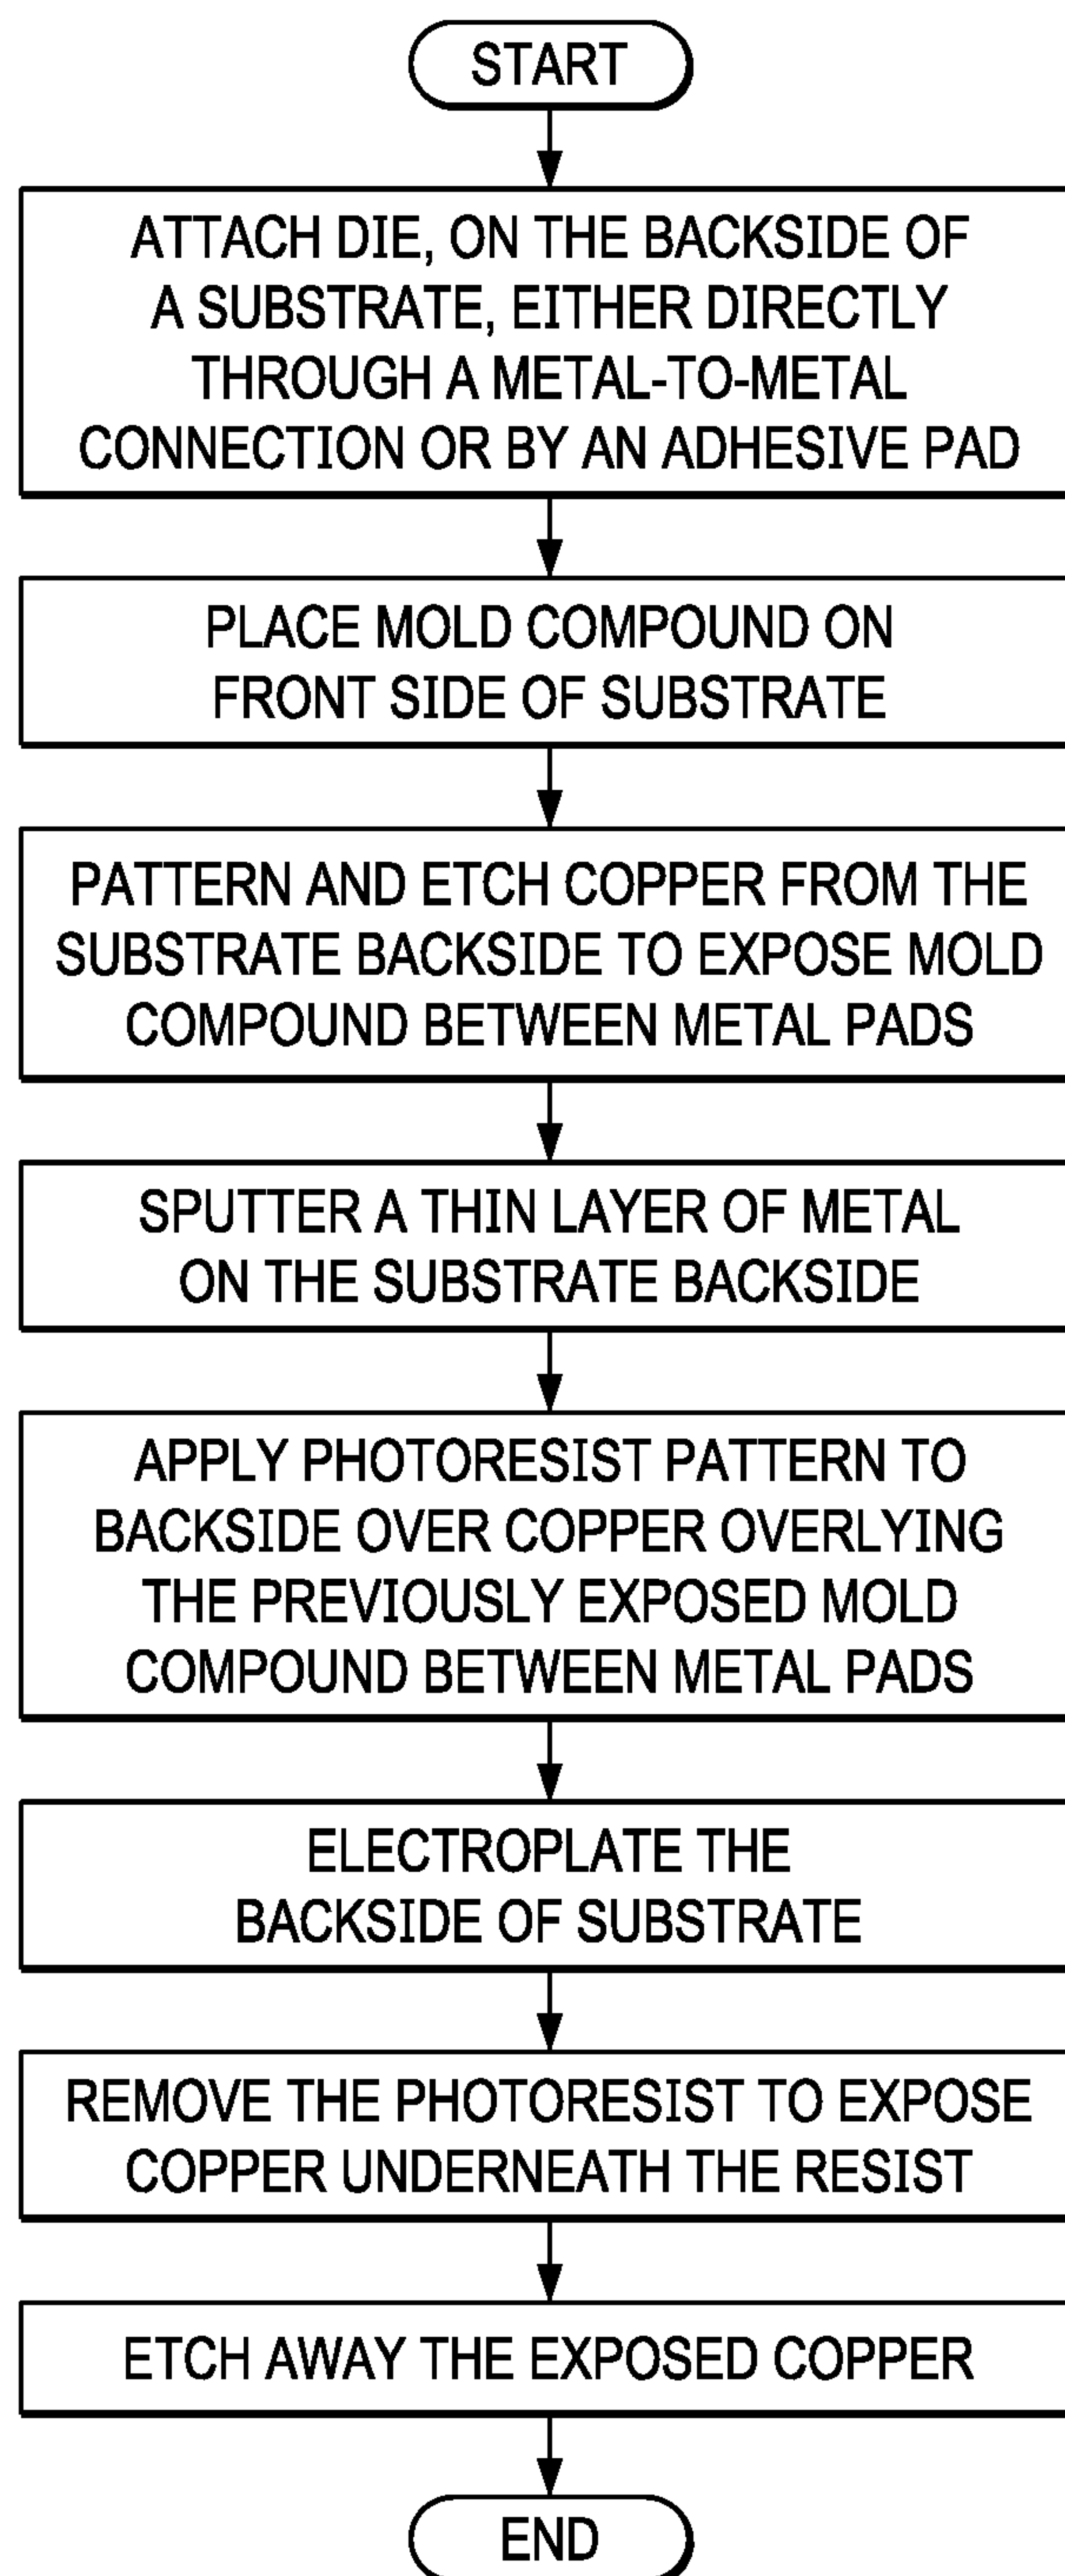 START
ATTACH DIE, ON THE BACKSIDE OF
A SUBSTRATE, EITHER DIRECTLY
THROUGH A METAL-TO-METAL
CONNECTION OR BY AN ADHESIVE PAD
PLACE MOLD COMPOUND ON
FRONT SIDE OF SUBSTRATE
PATTERN AND ETCH COPPER FROM THE
SUBSTRATE BACKSIDE TO EXPOSE MOLD
COMPOUND BETWEEN METAL PADS
SPUTTER A THIN LAYER OF METAL
ON THE SUBSTRATE BACKSIDE
APPLY PHOTORESIST PATTERN TO
BACKSIDE OVER COPPER OVERLYING
THE PREVIOUSLY EXPOSED MOLD
COMPOUND BETWEEN METAL PADS
ELECTROPLATE THE
BACKSIDE OF SUBSTRATE
REMOVE THE PHOTORESIST TO EXPOSE
COPPER UNDERNEATH THE RESIST
ETCH AWAY THE EXPOSED COPPER
END